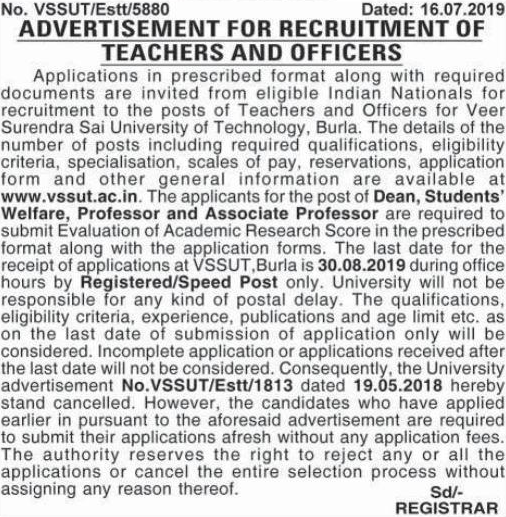 No. VSSUT/Estt/5880 Dated: 16.07.2019
ADVERTISEMENT FOR RECRUITMENT OF
TEACHERS AND OFFICERS
Applications in prescribed format along with required
documents are invited from eligible Indian Nationals for
recruitment to the posts of Teachers and Officers for Veer
Surendra Sai University of Technology, Burla. The details of the
number of posts including required qualifications, eligibility
criteria, specialisation, scales of pay, reservations, application
form and other general information are available at
www.vssut.ac.in. The applicants for the post of Dean, Students'
Welfare, Professor and Associate Professor are required to
submit Evaluation of Academic Research Score in the prescribed
format along with the application forms. The last date for the
receipt of applications at VSSUT,Burla is 30.08.2019 during office
hours by Registered/Speed Post only. University will not be
responsible for any kind of postal delay. The qualifications,
eligibility criteria, experience, publications and age limit etc. as
on the last date of submission of application only will be
considered. Incomplete application or applications received after
the last date will not be considered. Consequently, the University
advertisement No.VSSUT/Estt/1813 dated 19.05.2018 hereby
stand cancelled. However, the candidates who have applied
earlier in pursuant to the aforesaid advertisement are required
to submit their applications afresh without any application fees.
The authority reserves the right to reject any or all the
applications or cancel the entire selection process without
assigning any reason thereof.
Sd/-
REGISTRAR